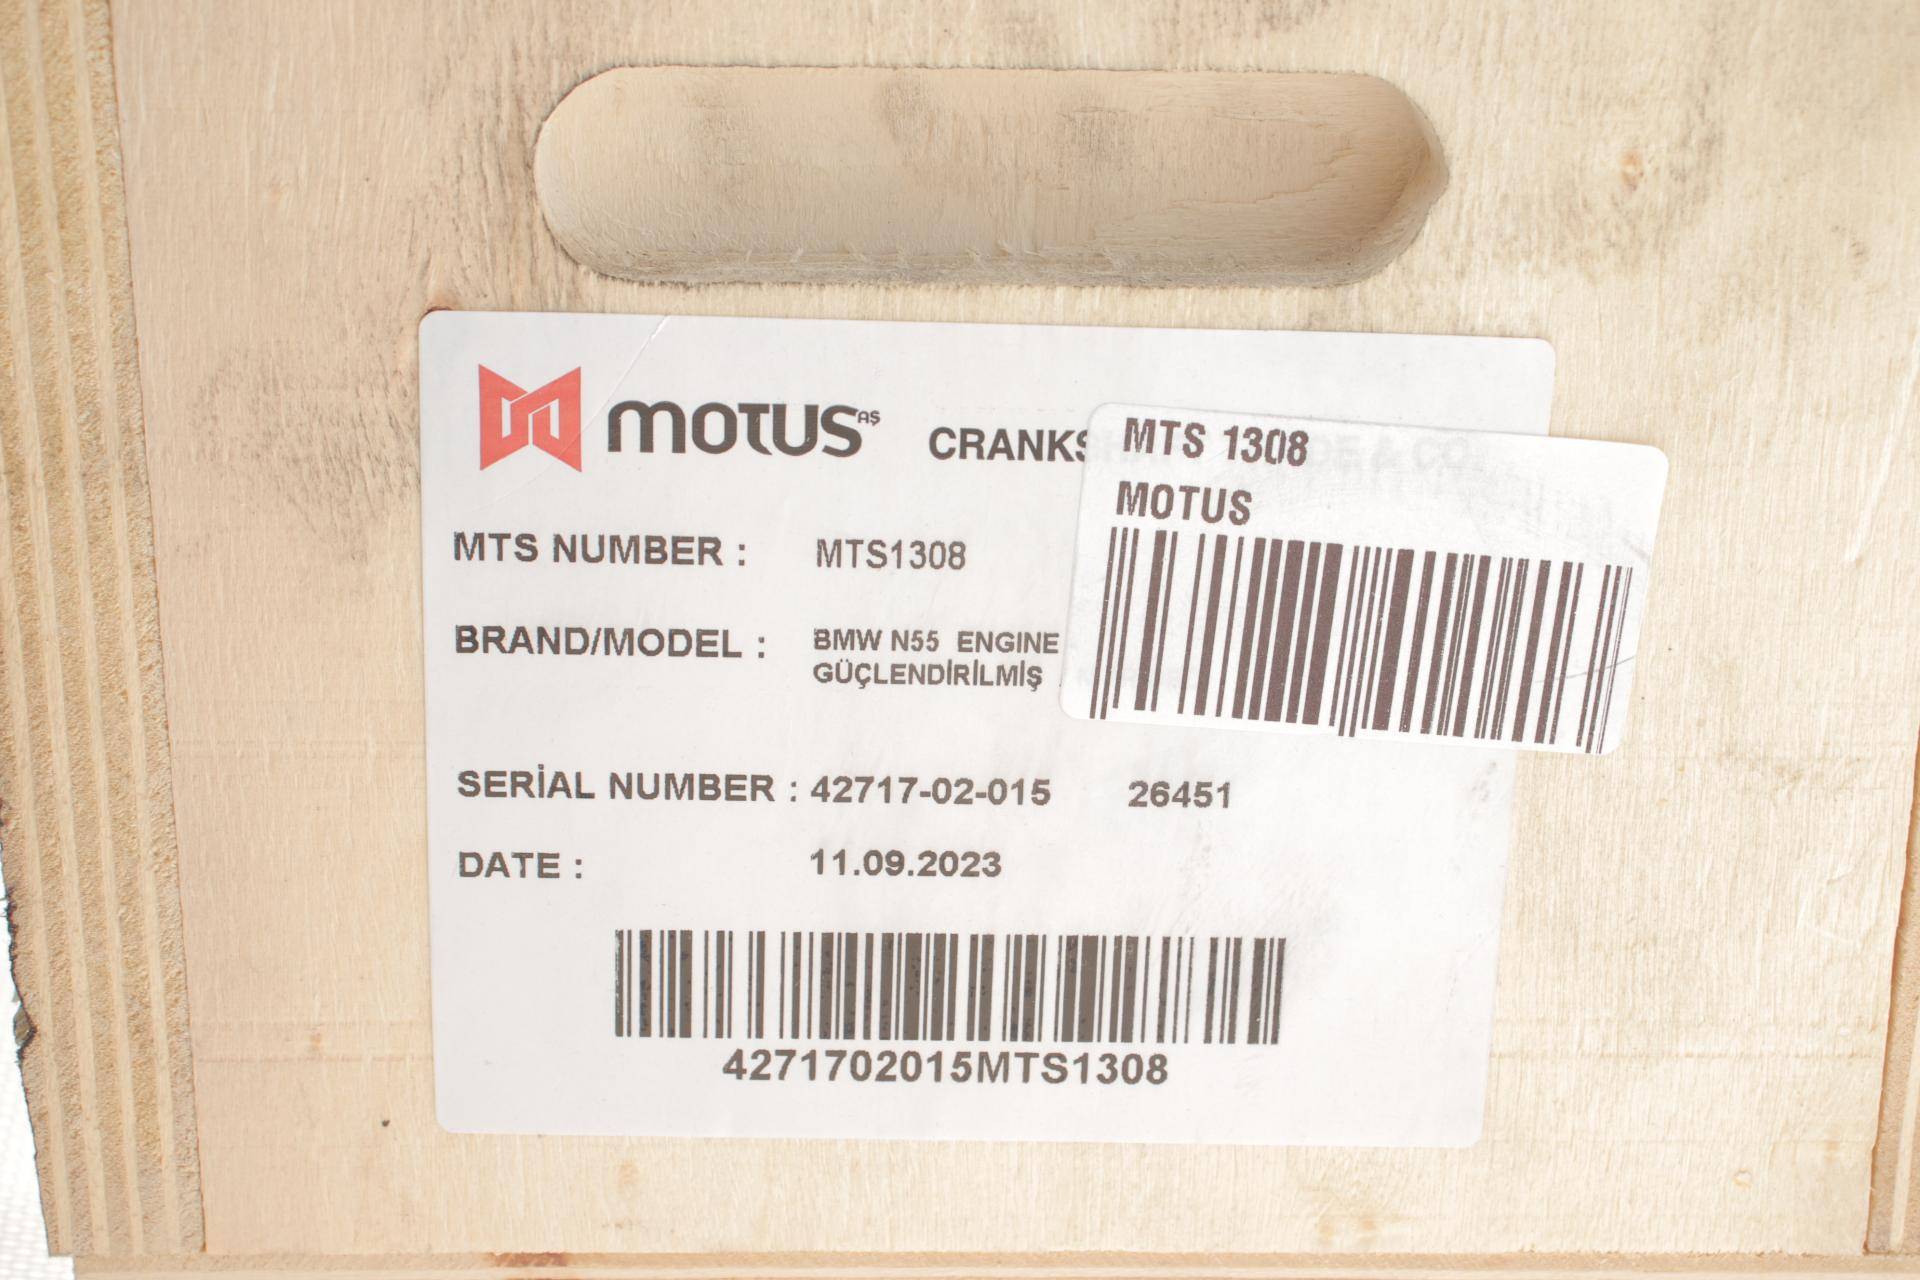 motus AŞ
CRANKS
MTS 1308
MOTUS
MTS NUMBER : MTS1308
BRAND/MODEL : BMW N55 ENGINE
GÜÇLENDİRİLMİŞ
SERİAL NUMBER : 42717-02-015 26451
DATE : 11.09.2023
4271702015MTS1308